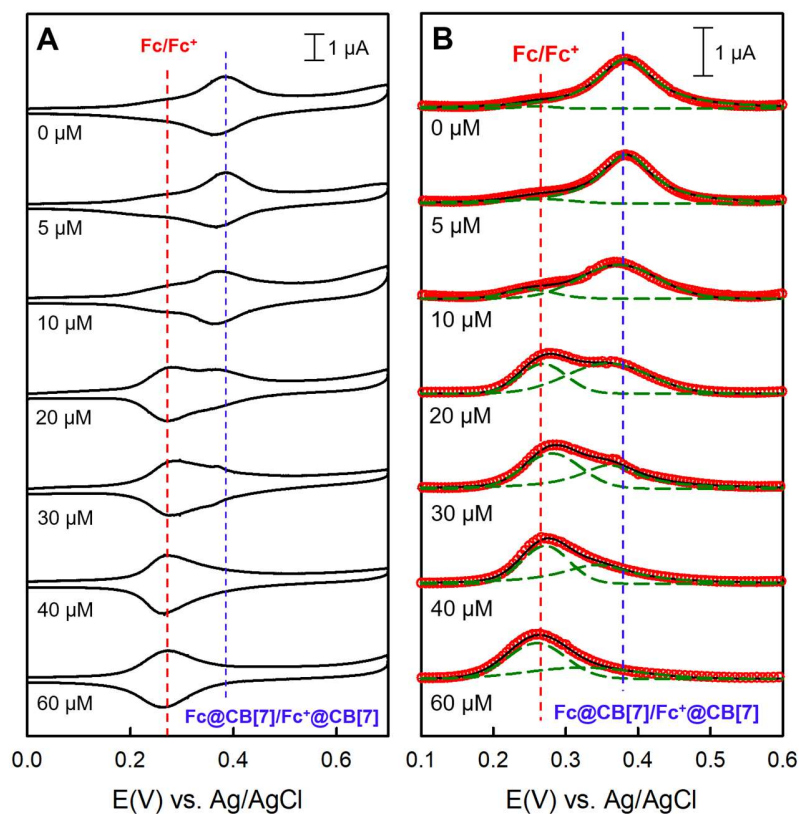 A
Fc/Fc⁺
1 µA
0 µM
5 µM
10 µM
20 µM
30 µM
40 µM
60 µM
Fc@CB[7]/Fc⁺@CB[7]
0.0 0.2 0.4 0.6
E(V) vs. Ag/AgCl
B
Fc/Fc⁺
1 µA
0 µM
5 µM
10 µM
20 µM
30 µM
40 µM
60 µM
Fc@CB[7]/Fc⁺@CB[7]
0.1 0.2 0.3 0.4 0.5 0.6
E(V) vs. Ag/AgCl